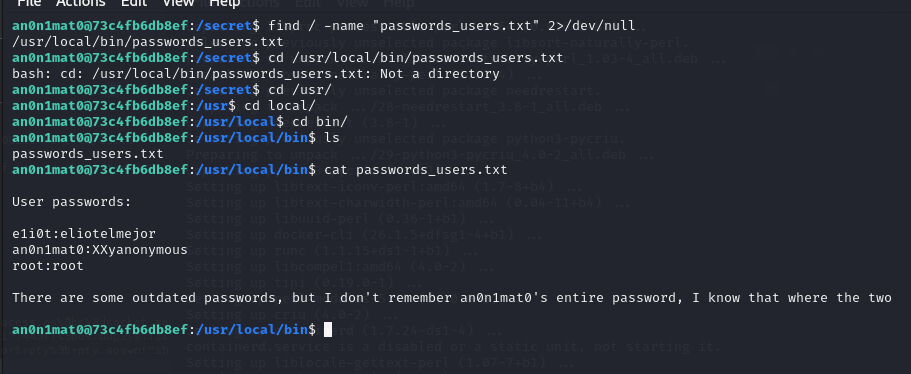 File Actions Edit View Help
an0n1mat0@73c4fb6db8ef:/secret$ find / -name "passwords_users.txt" 2>/dev/null
/usr/local/bin/passwords_users.txt
an0n1mat0@73c4fb6db8ef:/secret$ cd /usr/local/bin/passwords_users.txt
bash: cd: /usr/local/bin/passwords_users.txt: Not a directory
an0n1mat0@73c4fb6db8ef:/secret$ cd /usr/
an0n1mat0@73c4fb6db8ef:/usr$ cd local/
an0n1mat0@73c4fb6db8ef:/usr/local$ cd bin/
an0n1mat0@73c4fb6db8ef:/usr/local/bin$ ls
passwords_users.txt
an0n1mat0@73c4fb6db8ef:/usr/local/bin$ cat passwords_users.txt
User passwords:
e1i0t:eliotelmejor
an0n1mat0:XXyanonymous
root:root
There are some outdated passwords, but I don't remember an0n1mat0's entire password, I know that where the two
an0n1mat0@73c4fb6db8ef:/usr/local/bin$